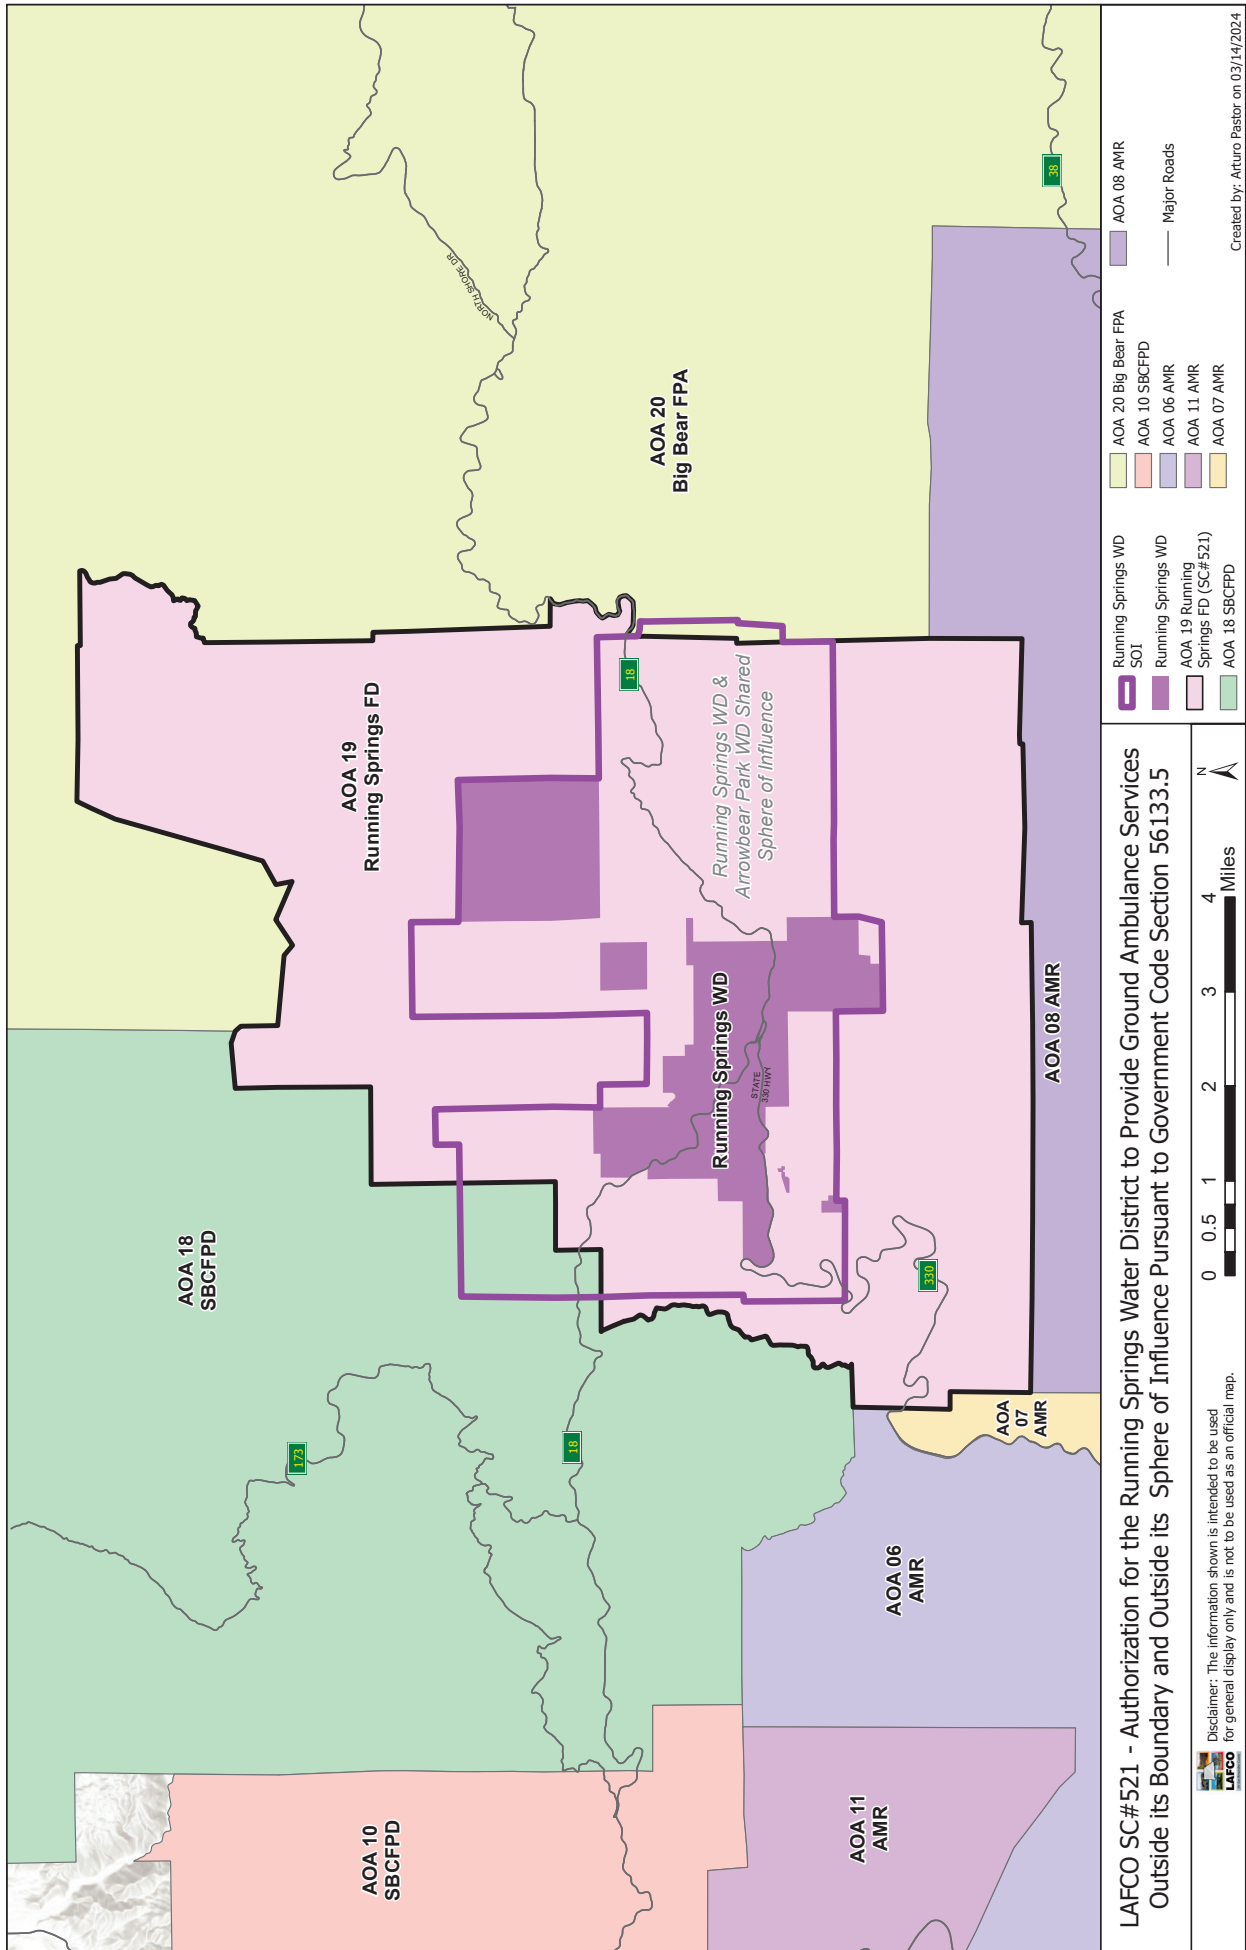 173
18
18
38
330
NORTH SHORE DR
STATE
330 HWY
AOA 18
SBCFPD
AOA 19
Running Springs FD
AOA 20
Big Bear FPA
AOA 10
SBCFPD
Running Springs WD
Running Springs WD &
Arrowbear Park WD Shared
Sphere of Influence
AOA 11
AMR
AOA 06
AMR
AOA
07
AMR
AOA 08 AMR
LAFCO SC#521 - Authorization for the Running Springs Water District to Provide Ground Ambulance Services
Outside its Boundary and Outside its Sphere of Influence Pursuant to Government Code Section 56133.5
LAFCO
Disclaimer: The information shown is intended to be used
for general display only and is not to be used as an official map.
0 0.5 1 2 3 4
Miles
N
Running Springs WD
SOI
Running Springs WD
AOA 19 Running
Springs FD (SC#521)
AOA 18 SBCFPD
AOA 20 Big Bear FPA
AOA 10 SBCFPD
AOA 06 AMR
AOA 11 AMR
AOA 07 AMR
AOA 08 AMR
Major Roads
Created by: Arturo Pastor on 03/14/2024